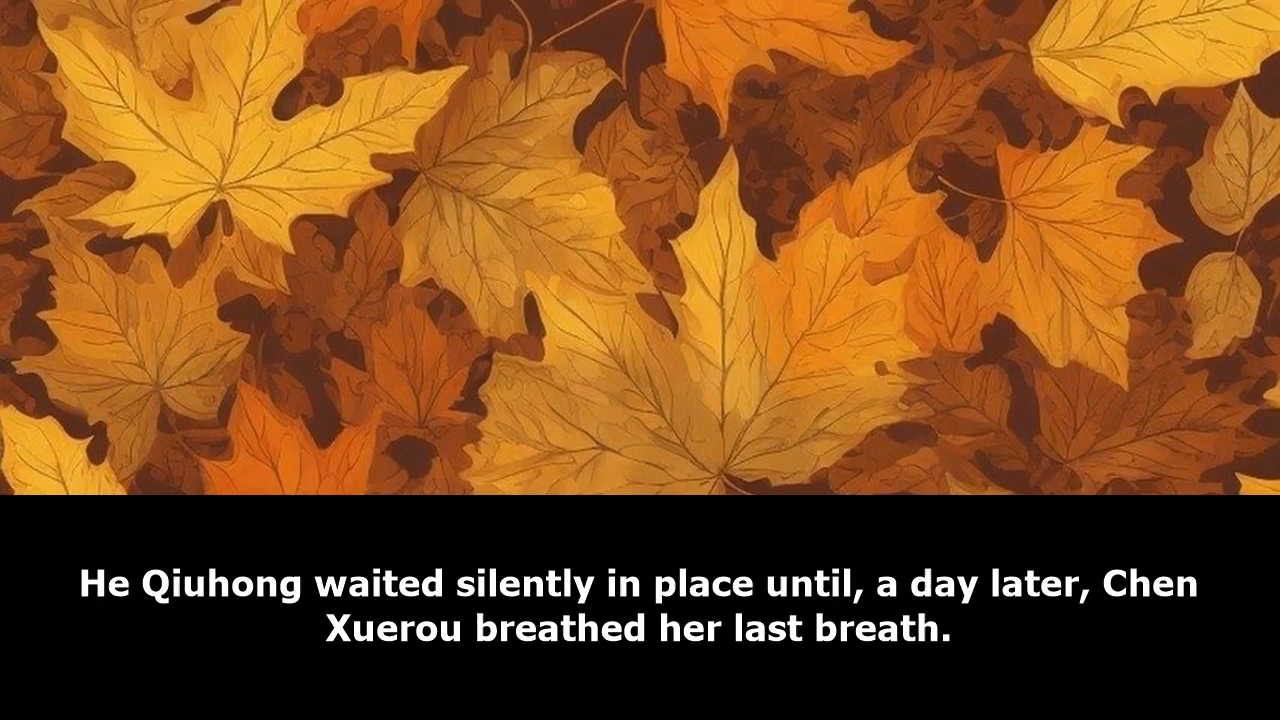 He Qiuhong waited silently in place until, a day later, Chen
Xuerou breathed her last breath.